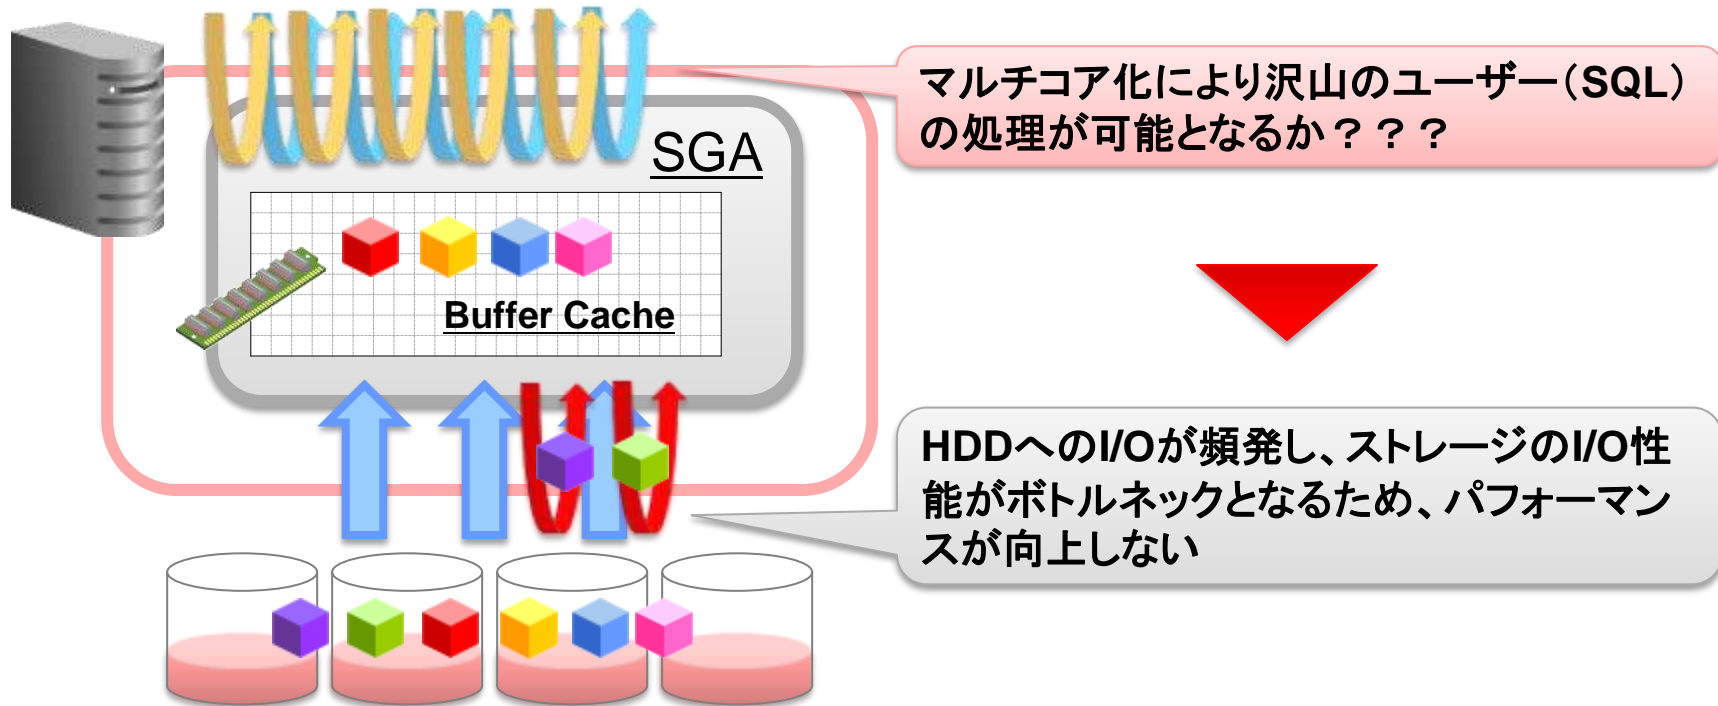 マルチコア化により沢山のユーザー（SQL）
の処理が可能となるか？？？
SGA
Buffer Cache
HDDへのI/Oが頻発し、ストレージのI/O性
能がボトルネックとなるため、パフォーマン
スが向上しない